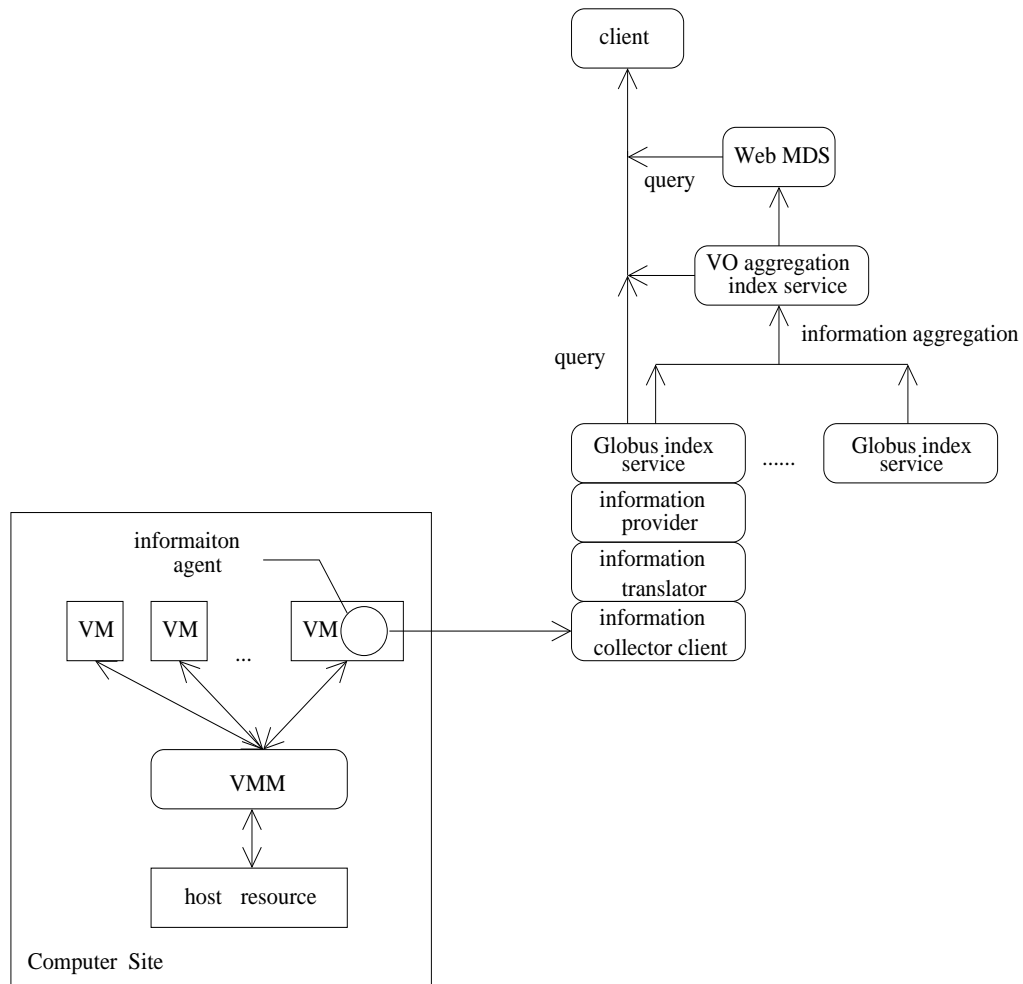 client
Web MDS
query
VO aggregation
index service
information aggregation
query
Globus index
service
......
Globus index
service
information
provider
information
translator
information
collector client
informaiton
agent
VM
VM
...
VM
VMM
host resource
Computer Site